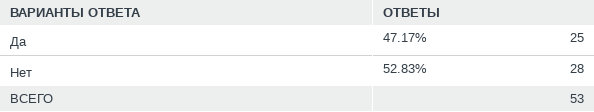 ВАРИАНТЫ ОТВЕТА ОТВЕТЫ
Да 47.17% 25
Нет 52.83% 28
ВСЕГО 53